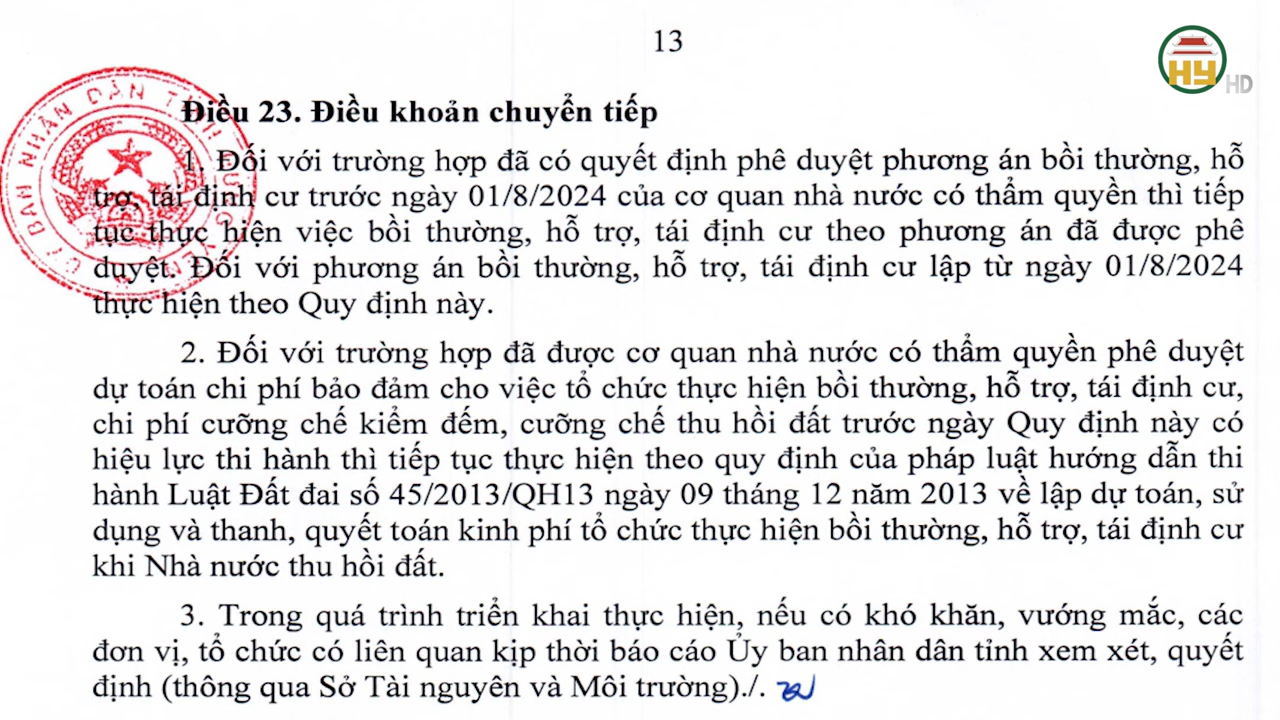 13
HY HD
ỦY BAN NHÂN DÂN TỈNH HƯNG YÊN
Điều 23. Điều khoản chuyển tiếp
1. Đối với trường hợp đã có quyết định phê duyệt phương án bồi thường, hỗ
trợ, tái định cư trước ngày 01/8/2024 của cơ quan nhà nước có thẩm quyền thì tiếp
tục thực hiện việc bồi thường, hỗ trợ, tái định cư theo phương án đã được phê
duyệt. Đối với phương án bồi thường, hỗ trợ, tái định cư lập từ ngày 01/8/2024
thực hiện theo Quy định này.
2. Đối với trường hợp đã được cơ quan nhà nước có thẩm quyền phê duyệt
dự toán chi phí bảo đảm cho việc tổ chức thực hiện bồi thường, hỗ trợ, tái định cư,
chi phí cưỡng chế kiểm đếm, cưỡng chế thu hồi đất trước ngày Quy định này có
hiệu lực thi hành thì tiếp tục thực hiện theo quy định của pháp luật hướng dẫn thi
hành Luật Đất đai số 45/2013/QH13 ngày 09 tháng 12 năm 2013 về lập dự toán, sử
dụng và thanh, quyết toán kinh phí tổ chức thực hiện bồi thường, hỗ trợ, tái định cư
khi Nhà nước thu hồi đất.
3. Trong quá trình triển khai thực hiện, nếu có khó khăn, vướng mắc, các
đơn vị, tổ chức có liên quan kịp thời báo cáo Ủy ban nhân dân tỉnh xem xét, quyết
định (thông qua Sở Tài nguyên và Môi trường)./.